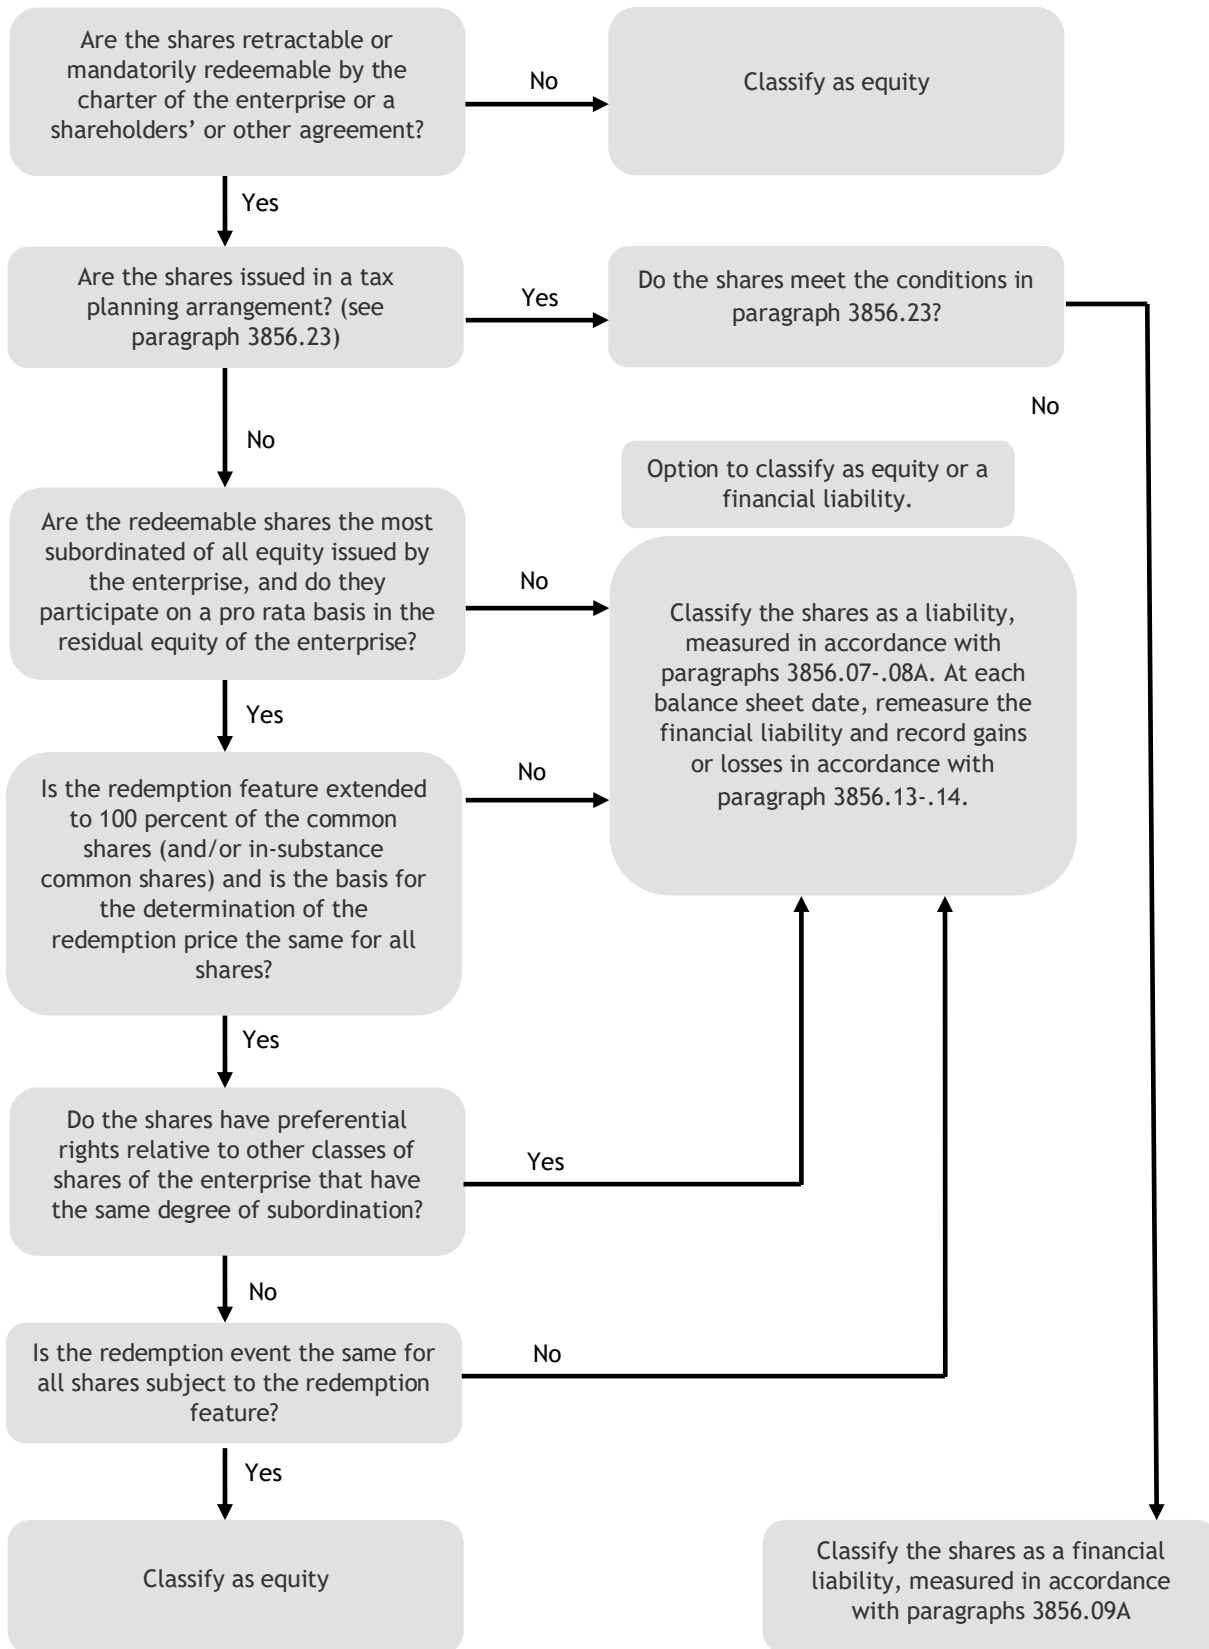 Are the shares retractable or
mandatorily redeemable by the
charter of the enterprise or a
shareholders’ or other agreement?
No
Classify as equity
Yes
Are the shares issued in a tax
planning arrangement? (see
paragraph 3856.23)
Yes
Do the shares meet the conditions in
paragraph 3856.23?
No
No
Option to classify as equity or a
financial liability.
Are the redeemable shares the most
subordinated of all equity issued by
the enterprise, and do they
participate on a pro rata basis in the
residual equity of the enterprise?
No
Classify the shares as a liability,
measured in accordance with
paragraphs 3856.07-.08A. At each
balance sheet date, remeasure the
financial liability and record gains
or losses in accordance with
paragraph 3856.13-.14.
Yes
Is the redemption feature extended
to 100 percent of the common
shares (and/or in-substance
common shares) and is the basis for
the determination of the
redemption price the same for all
shares?
No
Yes
Do the shares have preferential
rights relative to other classes of
shares of the enterprise that have
the same degree of subordination?
Yes
No
Is the redemption event the same for
all shares subject to the redemption
feature?
No
Yes
Classify as equity
Classify the shares as a financial
liability, measured in accordance
with paragraphs 3856.09A